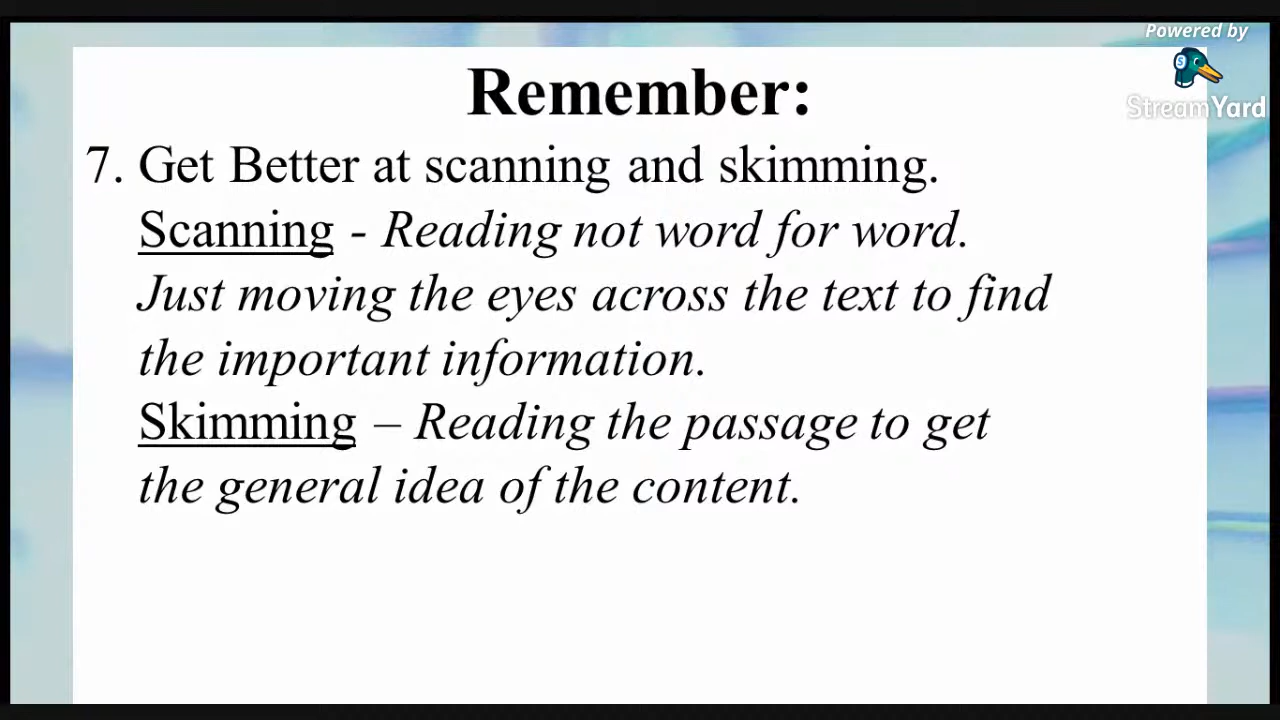 Powered by
StreamYard
Remember:
7. Get Better at scanning and skimming.
Scanning - Reading not word for word.
Just moving the eyes across the text to find
the important information.
Skimming – Reading the passage to get
the general idea of the content.